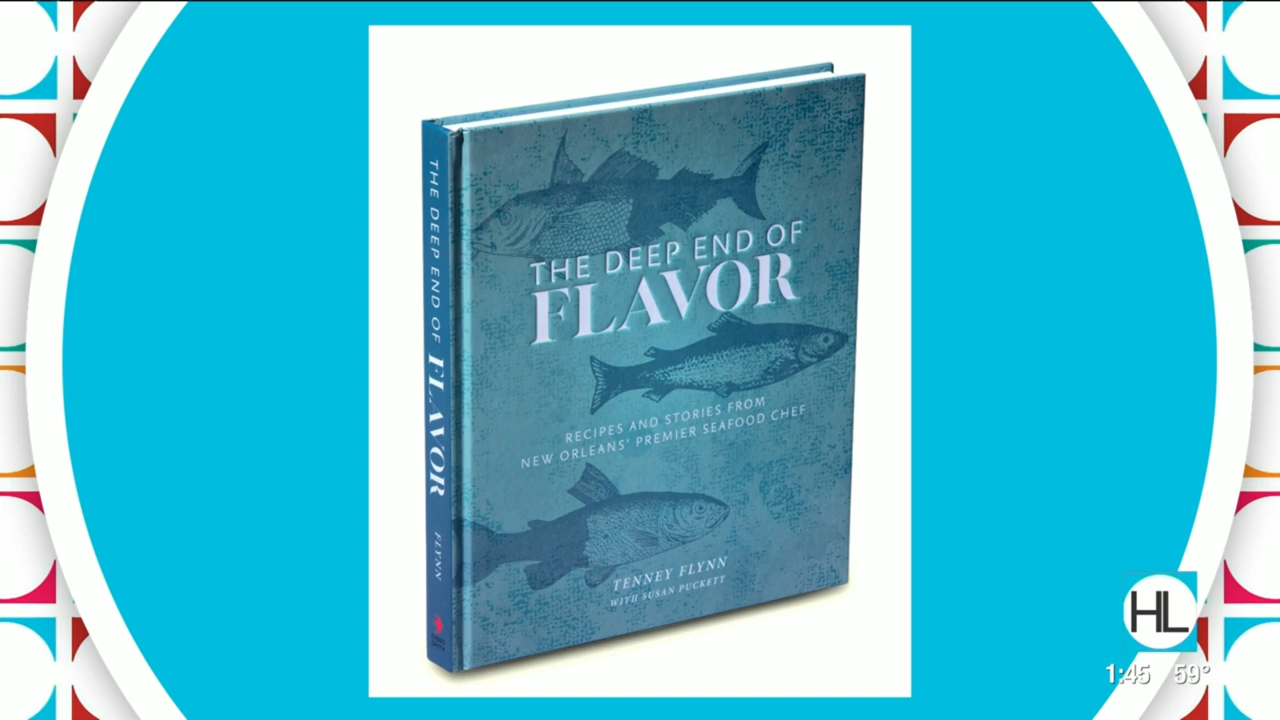 THE DEEP END OF FLAVOR
FLYNN
THE DEEP END OF
FLAVOR
RECIPES AND STORIES FROM
NEW ORLEANS' PREMIER SEAFOOD CHEF
TENNEY FLYNN
WITH SUSAN PUCKETT
HL
1:45 59°